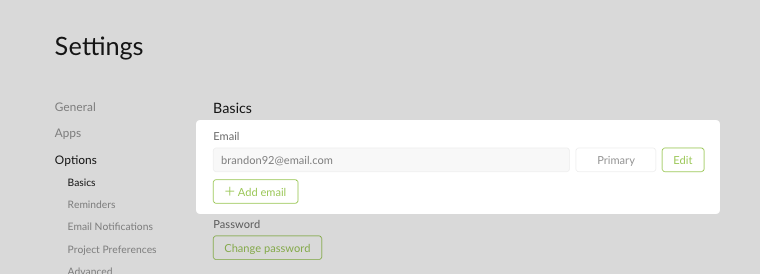 Settings
General
Apps
Options
Basics
Reminders
Email Notifications
Project Preferences
Advanced
Basics
Email
brandon92@email.com Primary Edit
+ Add email
Password
Change password